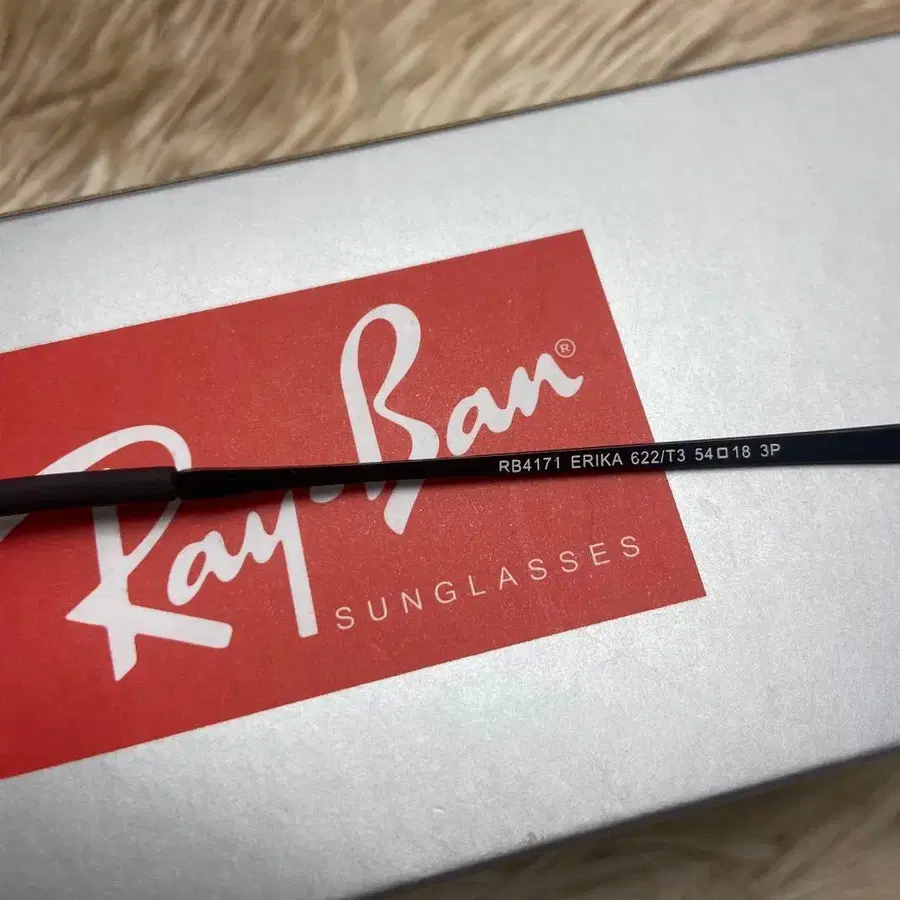 Ray-Ban®
RB4171 ERIKA 622/T3 54□18 3P
SUNGLASSES